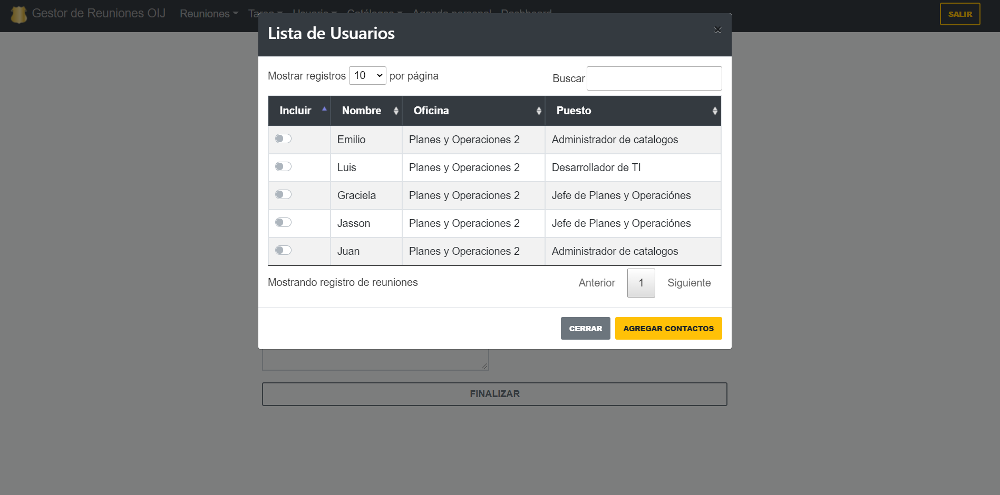 Gestor de Reuniones OIJ Reuniones Tarea Usuario Catálogos Agenda personal Dashboard SALIR
Lista de Usuarios ×
Mostrar registros 10 por página Buscar
Incluir Nombre Oficina Puesto
Emilio Planes y Operaciones 2 Administrador de catalogos
Luis Planes y Operaciones 2 Desarrollador de TI
Graciela Planes y Operaciones 2 Jefe de Planes y Operaciónes
Jasson Planes y Operaciones 2 Jefe de Planes y Operaciónes
Juan Planes y Operaciones 2 Administrador de catalogos
Mostrando registro de reuniones Anterior 1 Siguiente
CERRAR AGREGAR CONTACTOS
FINALIZAR